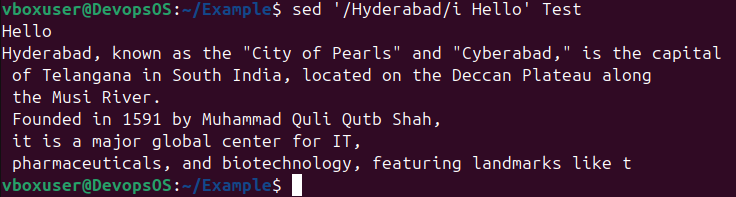 vboxuser@DevopsOS:~/Example$ sed '/Hyderabad/i Hello' Test
Hello
Hyderabad, known as the "City of Pearls" and "Cyberabad," is the capital
 of Telangana in South India, located on the Deccan Plateau along
 the Musi River.
 Founded in 1591 by Muhammad Quli Qutb Shah,
 it is a major global center for IT,
 pharmaceuticals, and biotechnology, featuring landmarks like t
vboxuser@DevopsOS:~/Example$